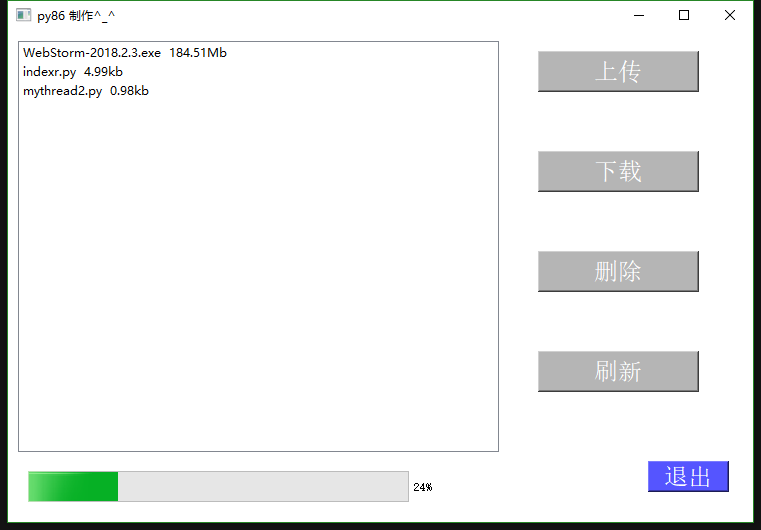 py86 制作^_^
WebStorm-2018.2.3.exe 184.51Mb
indexr.py 4.99kb
mythread2.py 0.98kb
上传
下载
删除
刷新
24%
退出